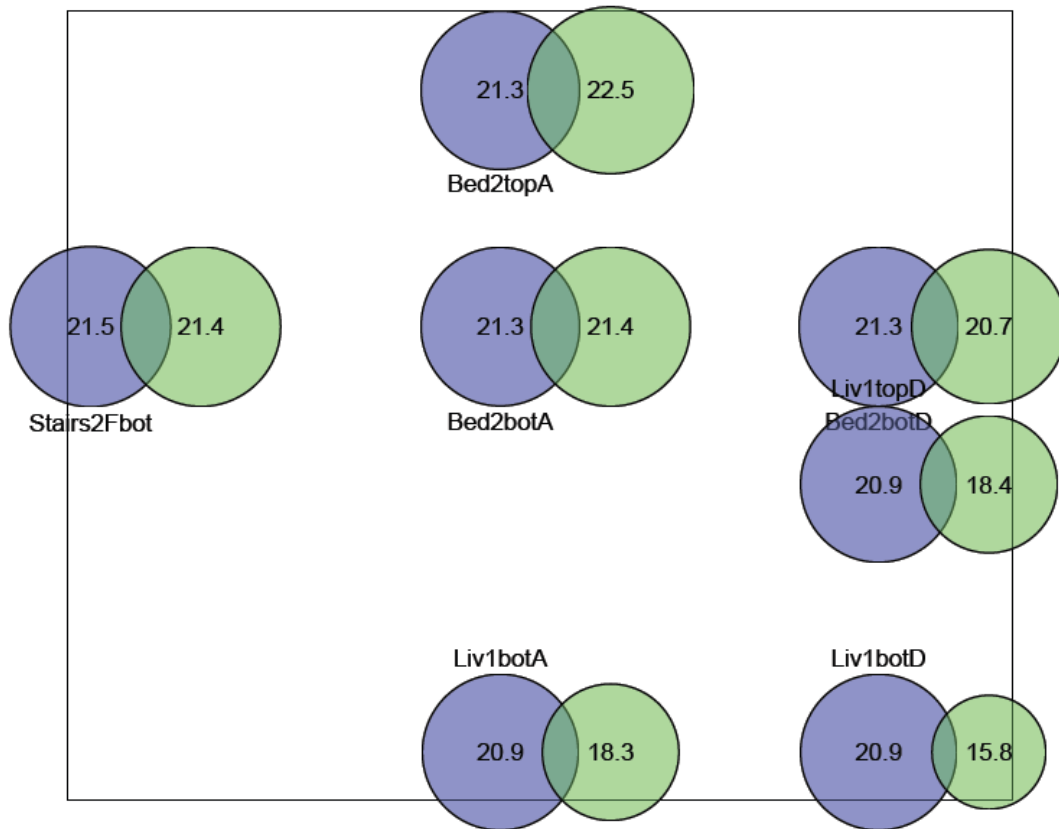 21.3 22.5
Bed2topA
21.5 21.4
21.3 21.4
21.3 20.7
Stairs2Fbot
Bed2botA
Liv1topD
Bed2botD
20.9 18.4
Liv1botA
Liv1botD
20.9 18.3
20.9 15.8